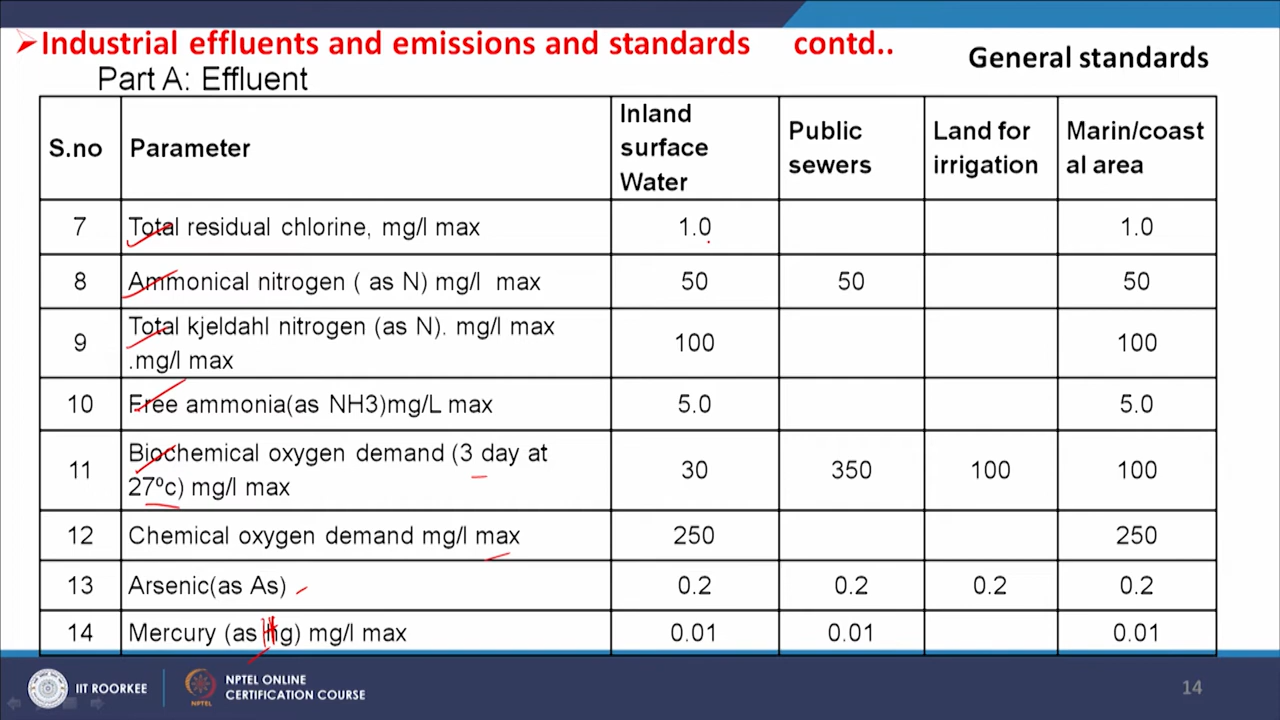 Industrial effluents and emissions and standards contd..
General standards
Part A: Effluent
S.no Parameter Inland surface Water Public sewers Land for irrigation Marin/coast al area
7 Total residual chlorine, mg/l max 1.0 1.0
8 Ammonical nitrogen ( as N) mg/l max 50 50 50
9 Total kjeldahl nitrogen (as N). mg/l max .mg/l max 100 100
10 Free ammonia(as NH3)mg/L max 5.0 5.0
11 Biochemical oxygen demand (3 day at 27ºc) mg/l max 30 350 100 100
12 Chemical oxygen demand mg/l max 250 250
13 Arsenic(as As) 0.2 0.2 0.2 0.2
14 Mercury (as Hg) mg/l max 0.01 0.01 0.01
IIT ROORKEE
NPTEL ONLINE
CERTIFICATION COURSE
NPTEL
14